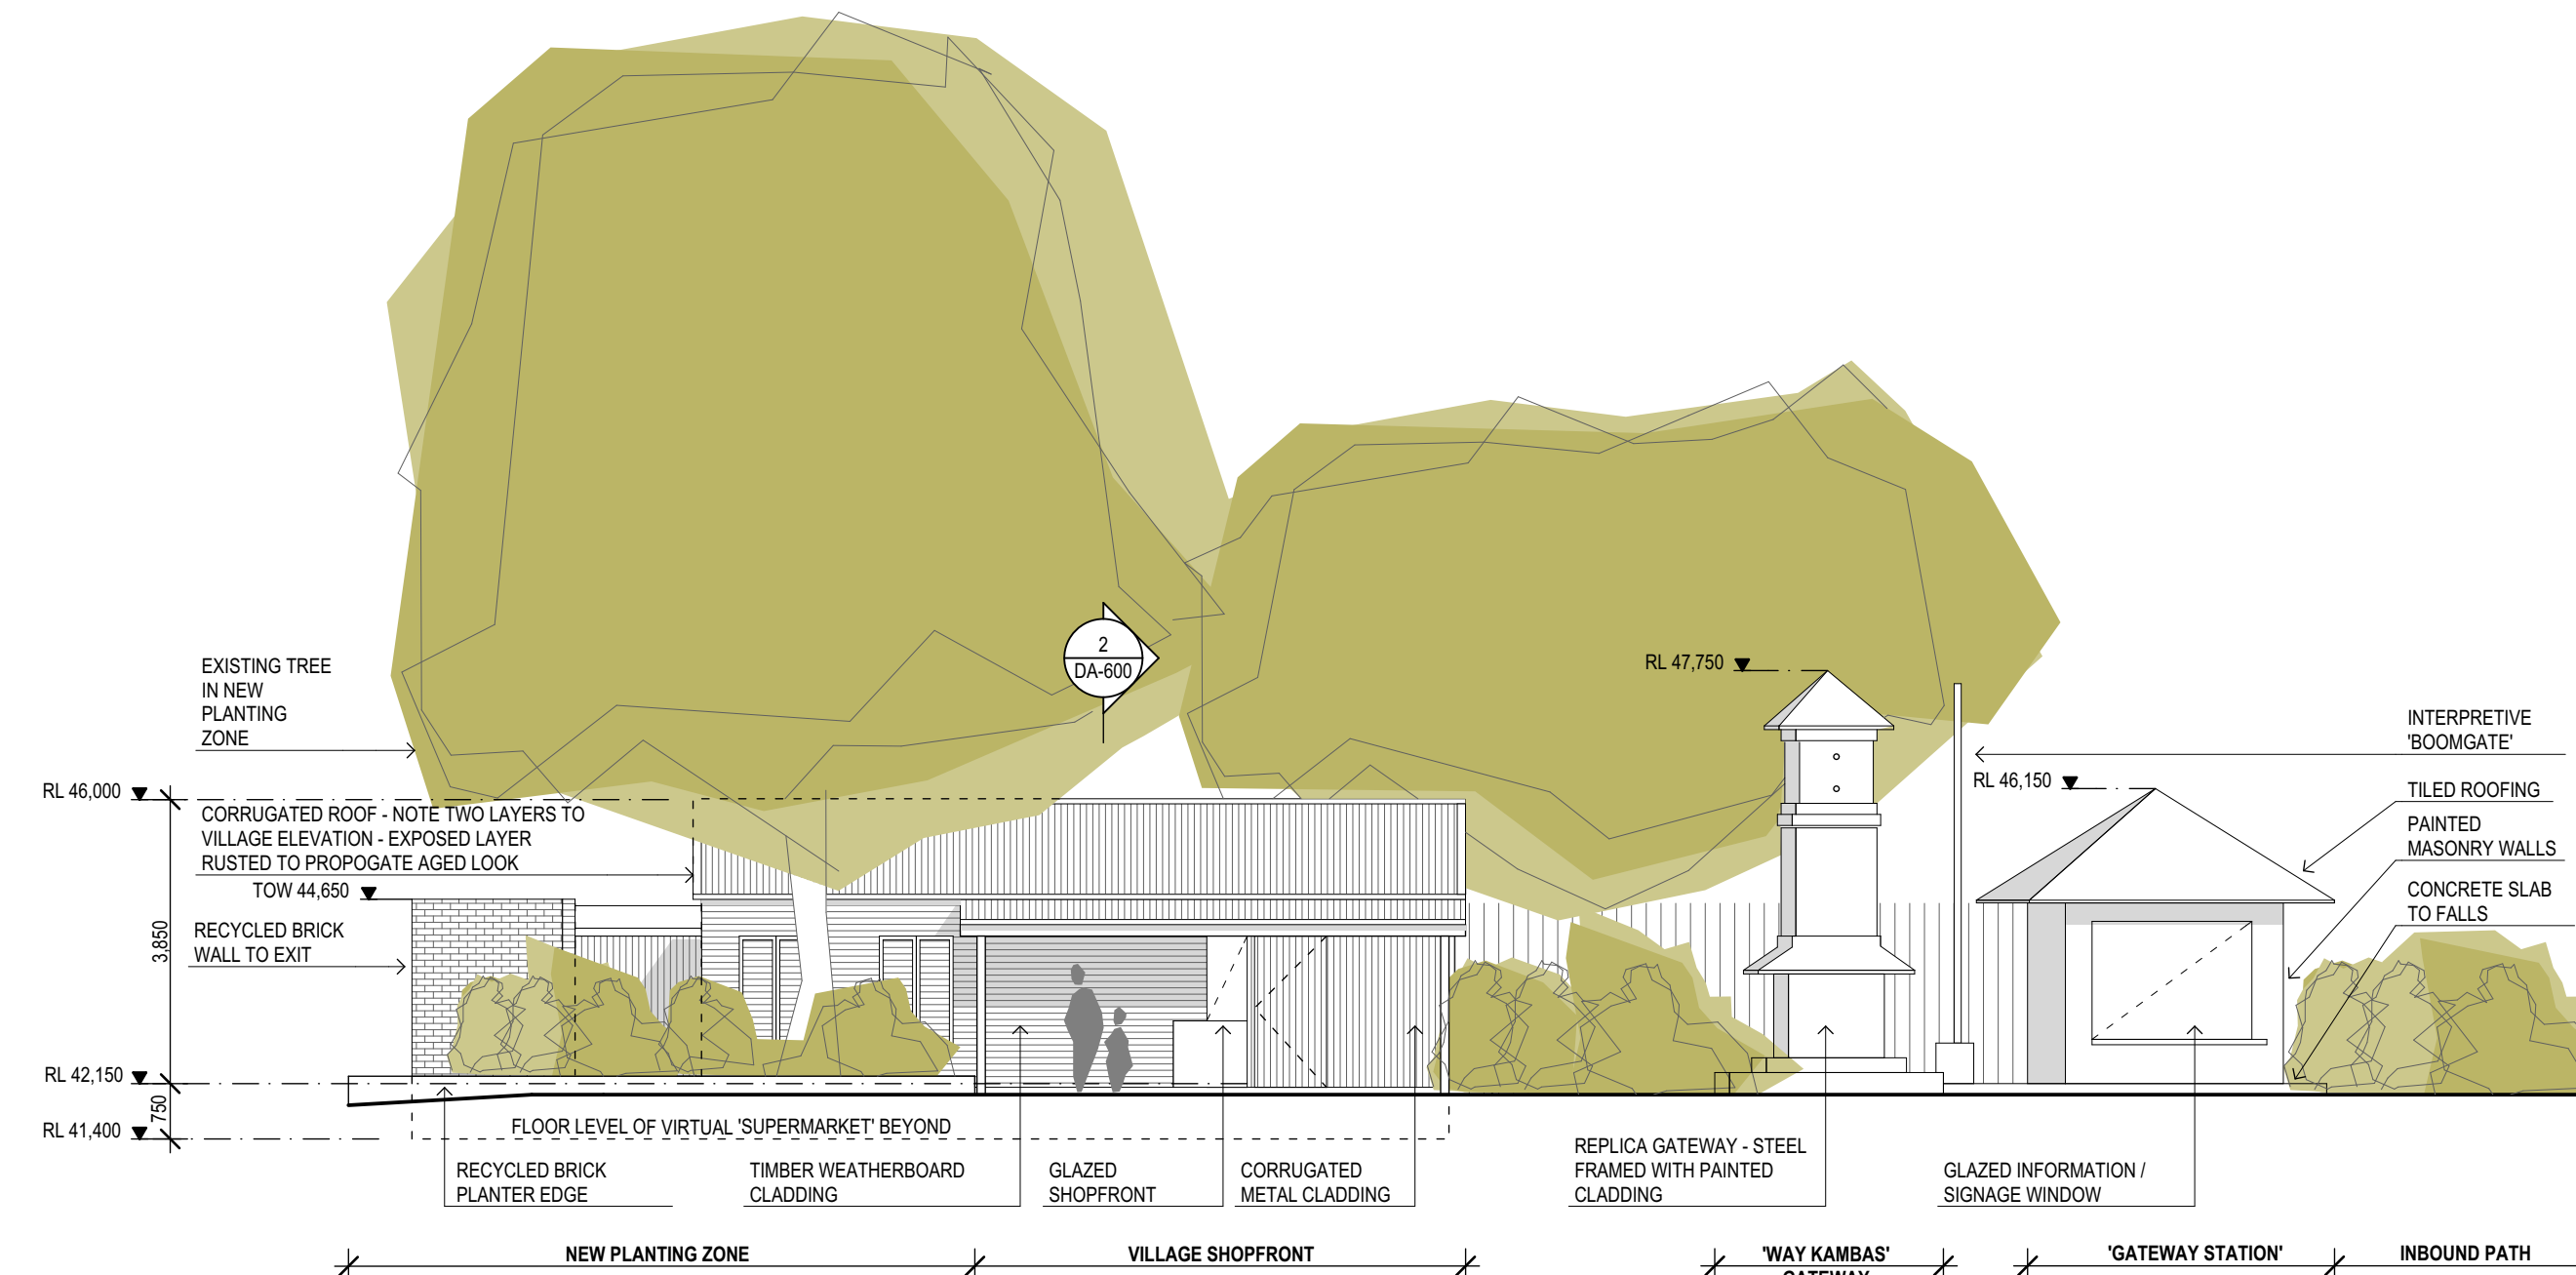 2
DA-600
EXISTING TREE
IN NEW
PLANTING
ZONE
RL 47,750
INTERPRETIVE
'BOOMGATE'
RL 46,150
TILED ROOFING
RL 46,000
CORRUGATED ROOF - NOTE TWO LAYERS TO
VILLAGE ELEVATION - EXPOSED LAYER
RUSTED TO PROPOGATE AGED LOOK
PAINTED
MASONRY WALLS
TOW 44,650
CONCRETE SLAB
TO FALLS
RECYCLED BRICK
WALL TO EXIT
3,850
RL 42,150
750
RL 41,400
FLOOR LEVEL OF VIRTUAL 'SUPERMARKET' BEYOND
RECYCLED BRICK
PLANTER EDGE
TIMBER WEATHERBOARD
CLADDING
GLAZED
SHOPFRONT
CORRUGATED
METAL CLADDING
REPLICA GATEWAY - STEEL
FRAMED WITH PAINTED
CLADDING
GLAZED INFORMATION /
SIGNAGE WINDOW
NEW PLANTING ZONE
VILLAGE SHOPFRONT
'WAY KAMBAS'
GATEWAY
'GATEWAY STATION'
INBOUND PATH